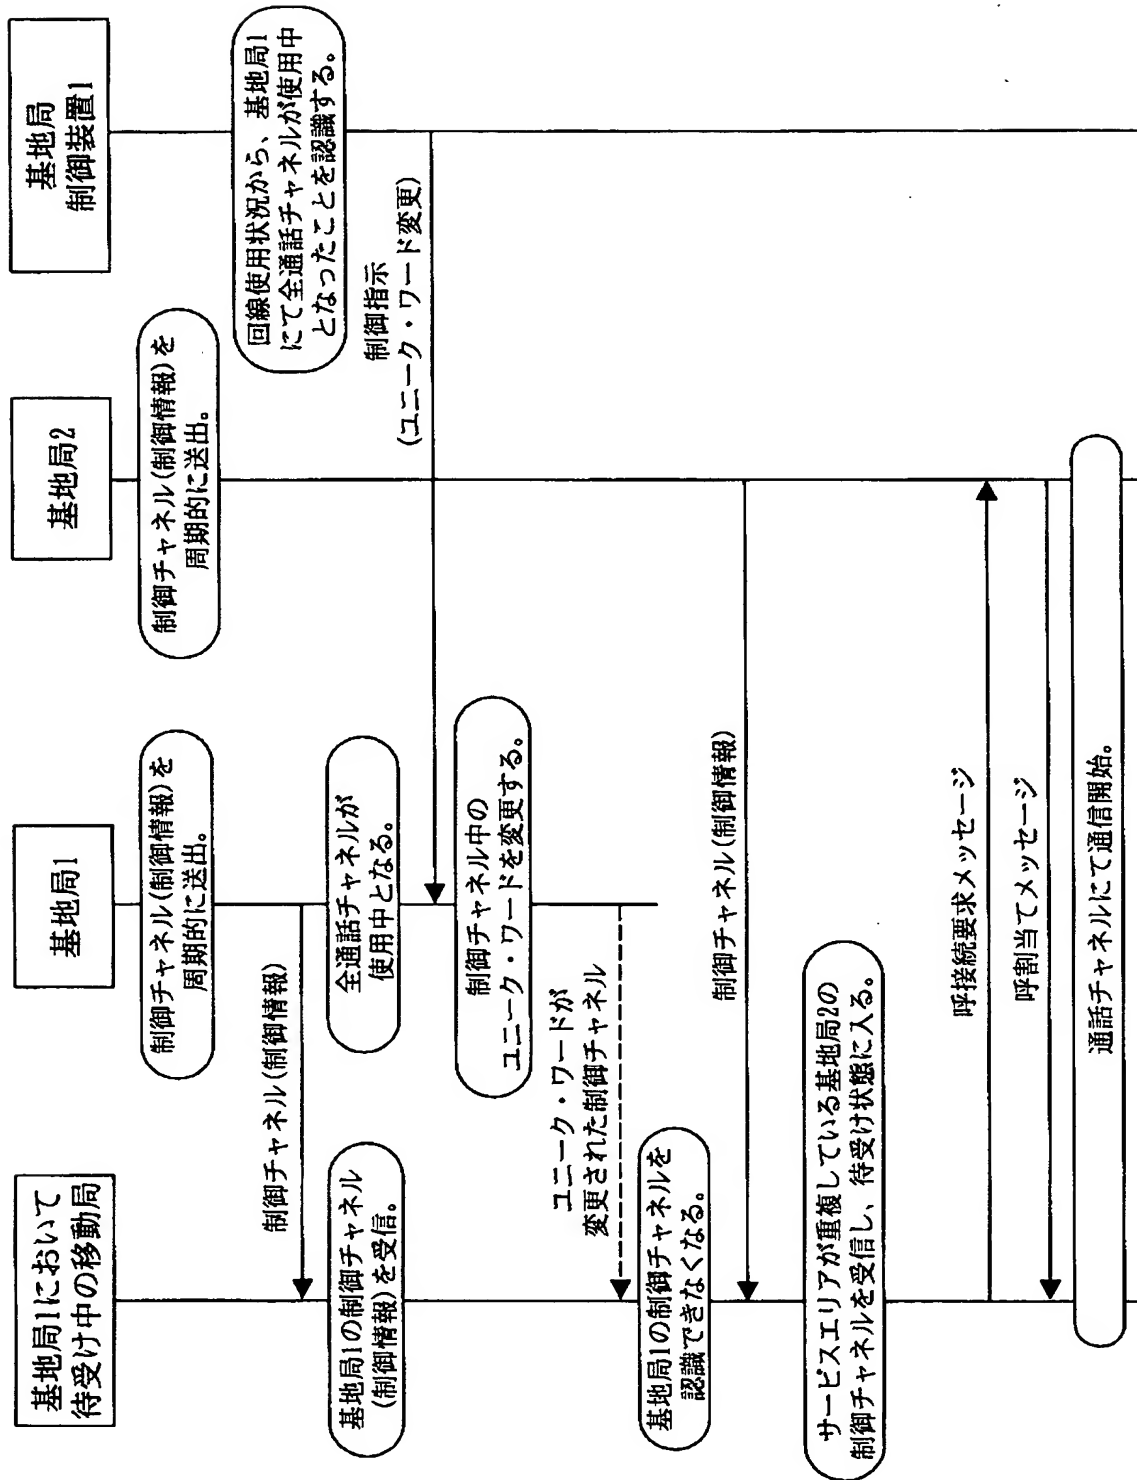 基地局1において
待受け中の移動局
基地局1
基地局2
基地局
制御装置1
制御チャネル(制御情報)を
周期的に送出。
制御チャネル(制御情報)を
周期的に送出。
回線使用状況から、基地局1
にて全通話チャネルが使用中
となったことを認識する。
制御チャネル(制御情報)
基地局1の制御チャネル
(制御情報)を受信。
全通話チャネルが
使用中となる。
制御指示
(ユニーク・ワード変更)
制御チャネル中の
ユニーク・ワードを変更する。
ユニーク・ワードが
変更された制御チャネル
基地局1の制御チャネルを
認識できなくなる。
制御チャネル(制御情報)
サービスエリアが重複している基地局2の
制御チャネルを受信し、待受け状態に入る。
呼接続要求メッセージ
呼割当てメッセージ
通話チャネルにて通信開始。